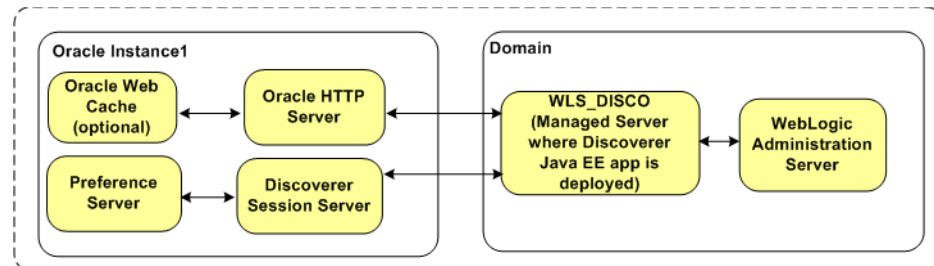 Oracle Instance1
Oracle Web
Cache
(optional)
Oracle HTTP
Server
Preference
Server
Discoverer
Session Server
Domain
WLS_DISCO
(Managed Server
where Discoverer
Java EE app is
deployed)
WebLogic
Administration
Server